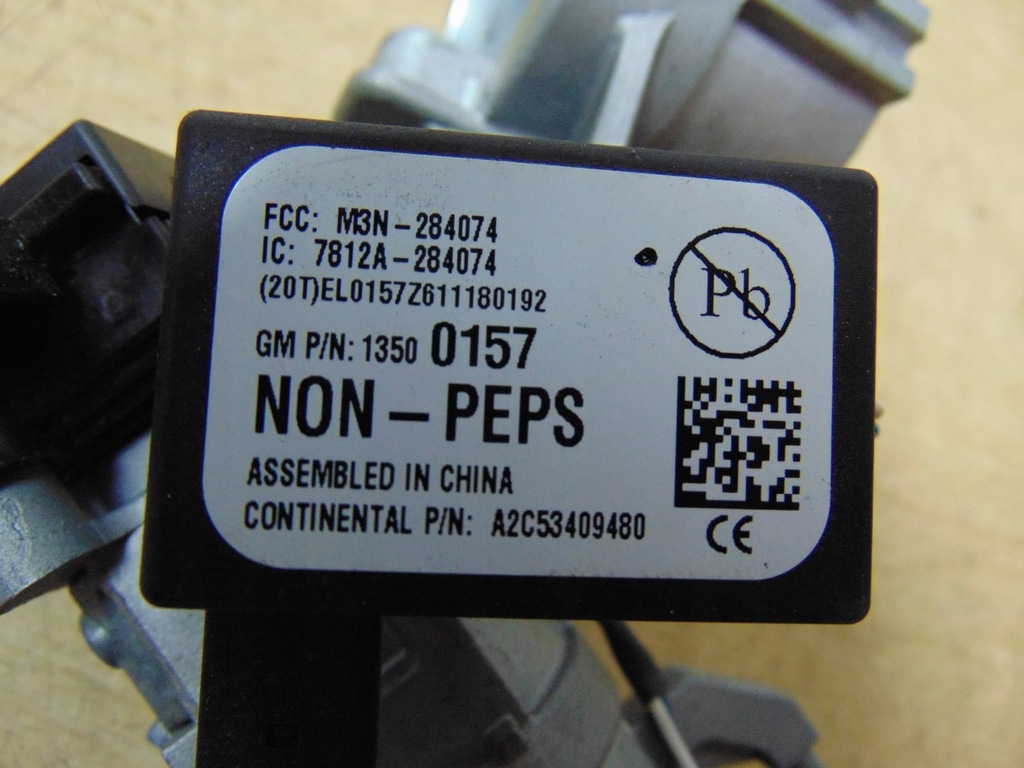 FCC: M3N-284074
IC: 7812A-284074
(20T)EL0157Z611180192
Pb
GM P/N: 1350 0157
NON-PEPS
ASSEMBLED IN CHINA
CONTINENTAL P/N: A2C53409480
CE